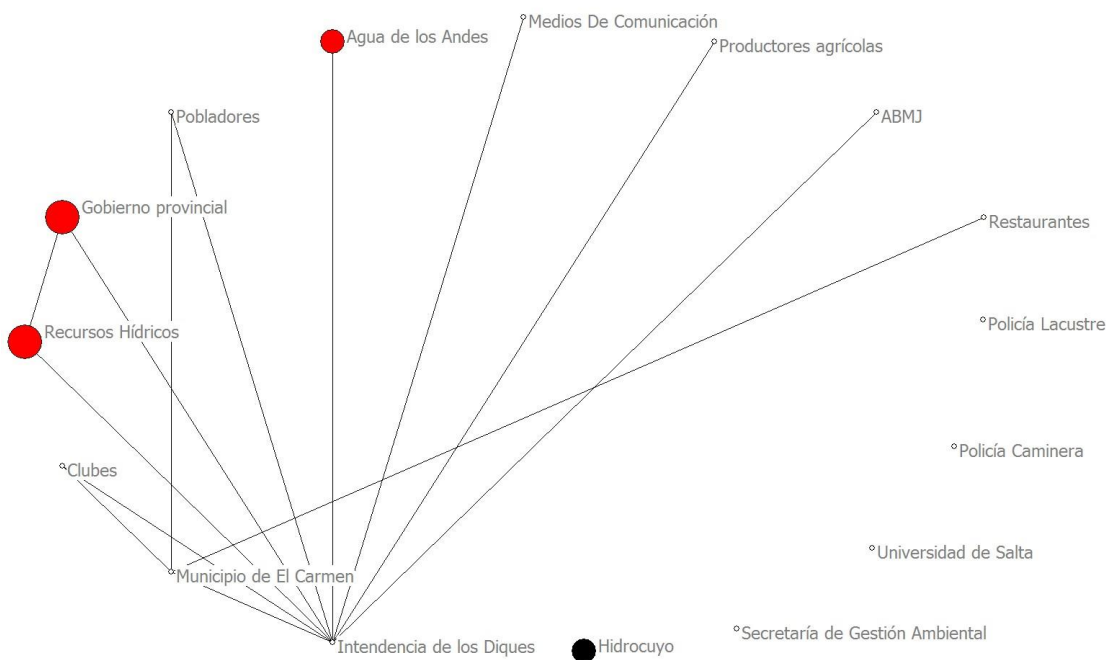 Medios De Comunicación
Agua de los Andes
Productores agrícolas
Pobladores
ABMJ
Gobierno provincial
Restaurantes
Recursos Hídricos
Policía Lacustre
Policía Caminera
Clubes
Universidad de Salta
Municipio de El Carmen
Secretaría de Gestión Ambiental
Intendencia de los Diques
Hidrocuyo